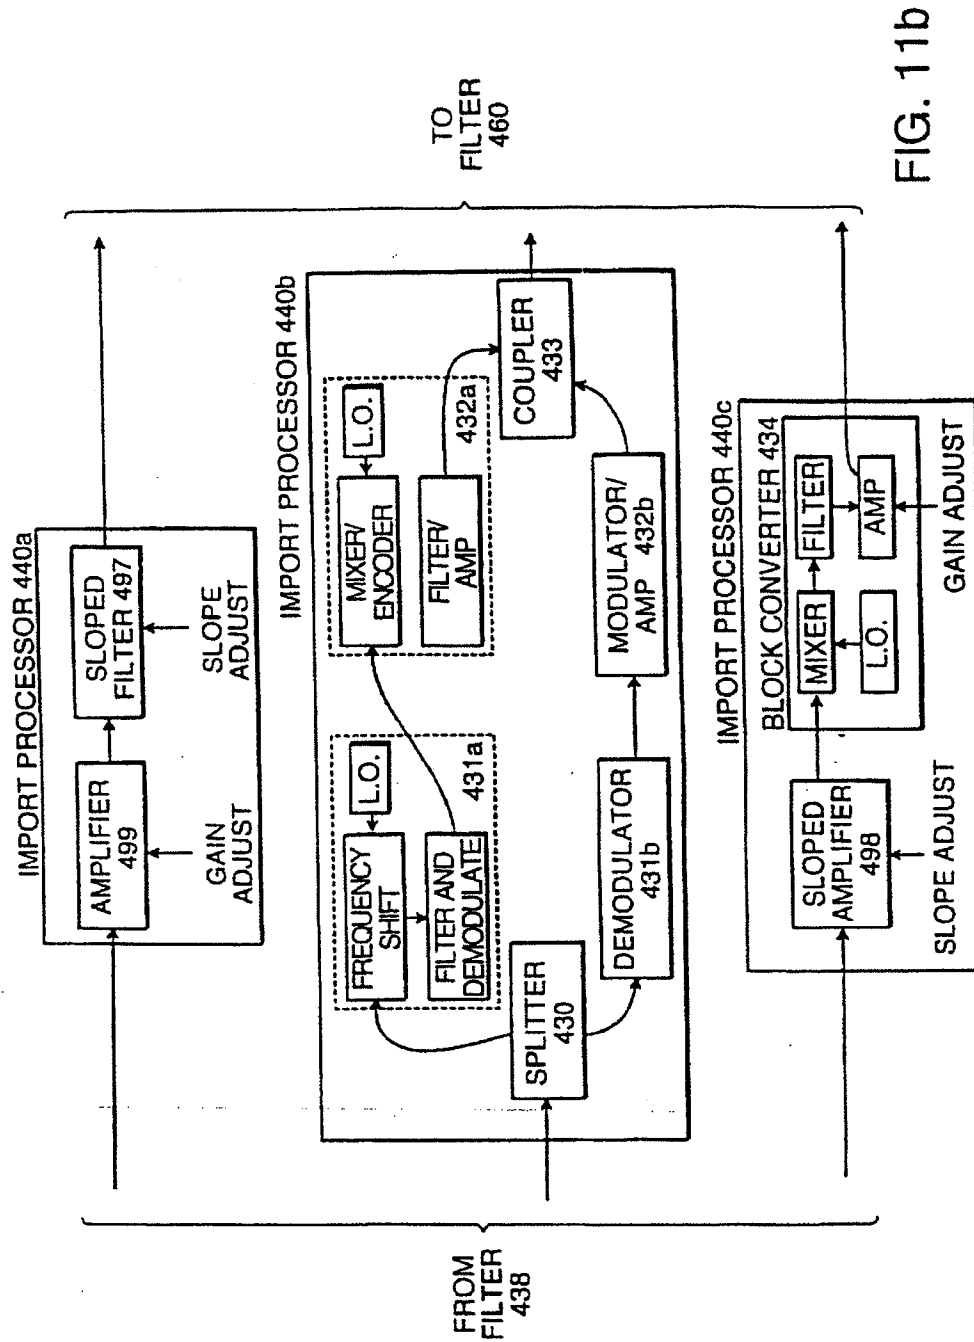 FROM
FILTER
438
IMPORT PROCESSOR 440a
AMPLIFIER
499
GAIN
ADJUST
SLOPED
FILTER 497
SLOPE
ADJUST
IMPORT PROCESSOR 440b
SPLITTER
430
FREQUENCY
SHIFT
L.O.
FILTER AND
DEMODULATE
431a
MIXER/
ENCODER
L.O.
FILTER/
AMP
432a
DEMODULATOR
431b
MODULATOR/
AMP 432b
COUPLER
433
IMPORT PROCESSOR 440c
SLOPED
AMPLIFIER
498
SLOPE ADJUST
BLOCK CONVERTER 434
MIXER
FILTER
L.O.
AMP
GAIN ADJUST
TO
FILTER
460
FIG. 11b